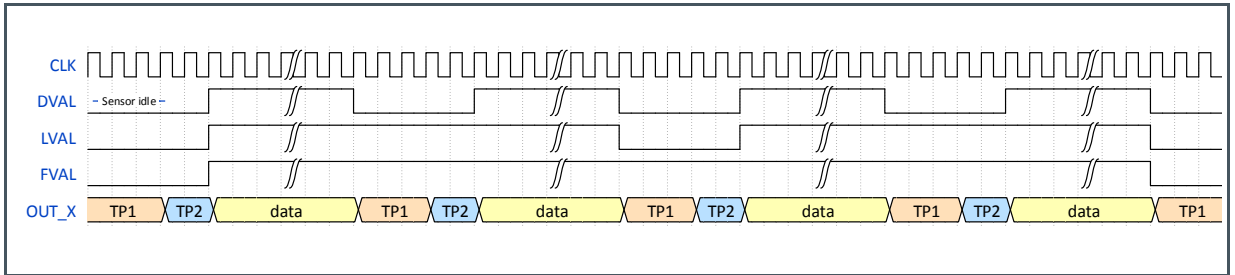 CLK
DVAL – Sensor idle –
LVAL
FVAL
OUT_X TP1 TP2 data TP1 TP2 data TP1 TP2 data TP1 TP2 data TP1